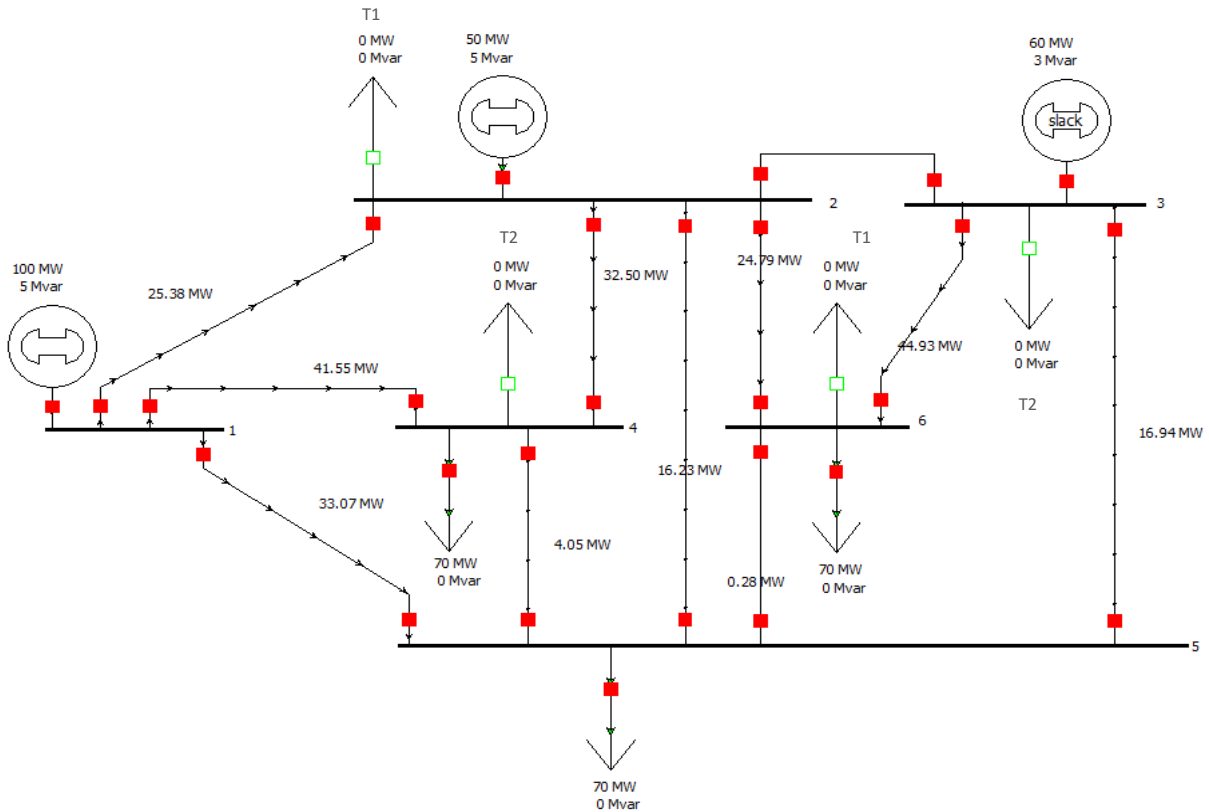 T1
0 MW
0 Mvar
50 MW
5 Mvar
60 MW
3 Mvar
slack
2
3
T2
T1
100 MW
5 Mvar
0 MW
0 Mvar
32.50 MW
24.79 MW
0 MW
0 Mvar
25.38 MW
44.93 MW
0 MW
0 Mvar
41.55 MW
T2
1
4
6
16.94 MW
16.23 MW
33.07 MW
4.05 MW
70 MW
0 Mvar
0.28 MW
70 MW
0 Mvar
5
70 MW
0 Mvar